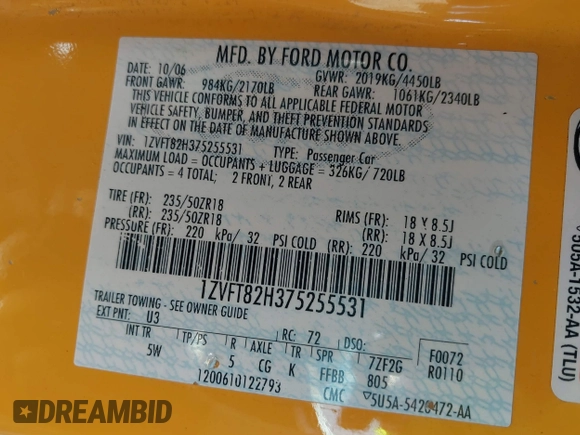 MFD. BY FORD MOTOR CO.
DATE: 10/06 GVWR: 2019KG/4450LB
FRONT GAWR: 984KG/2170LB REAR GAWR: 1061KG/2340LB
THIS VEHICLE CONFORMS TO ALL APPLICABLE FEDERAL MOTOR
VEHICLE SAFETY, BUMPER, AND THEFT PREVENTION STANDARDS
IN EFFECT ON THE DATE OF MANUFACTURE SHOWN ABOVE.
VIN: 1ZVFT82H375255531 TYPE: Passenger Car
MAXIMUM LOAD = OCCUPANTS + LUGGAGE = 326KG/720LB
OCCUPANTS = 4 TOTAL; 2 FRONT, 2 REAR
TIRE (FR): 235/50ZR18 RIMS (FR): 18 X 8.5J
(RR): 235/50ZR18 (RR): 18 X 8.5J
PRESSURE (FR): 220 kPa/ 32 PSI COLD (RR): 220 kPa/ 32 PSI COLD
1ZVFT82H375255531
TRAILER TOWING - SEE OWNER GUIDE
EXT PNT: U3 RC: 72 DSO: F0072
INT TR TP/PS R AXLE TR SPR 7ZF2G R0110
5W 5 CG K FFBB 805
1200610122793 CMC 5U5A-5420472-AA
9U5A-1532-AA (TLU)
DREAMBID